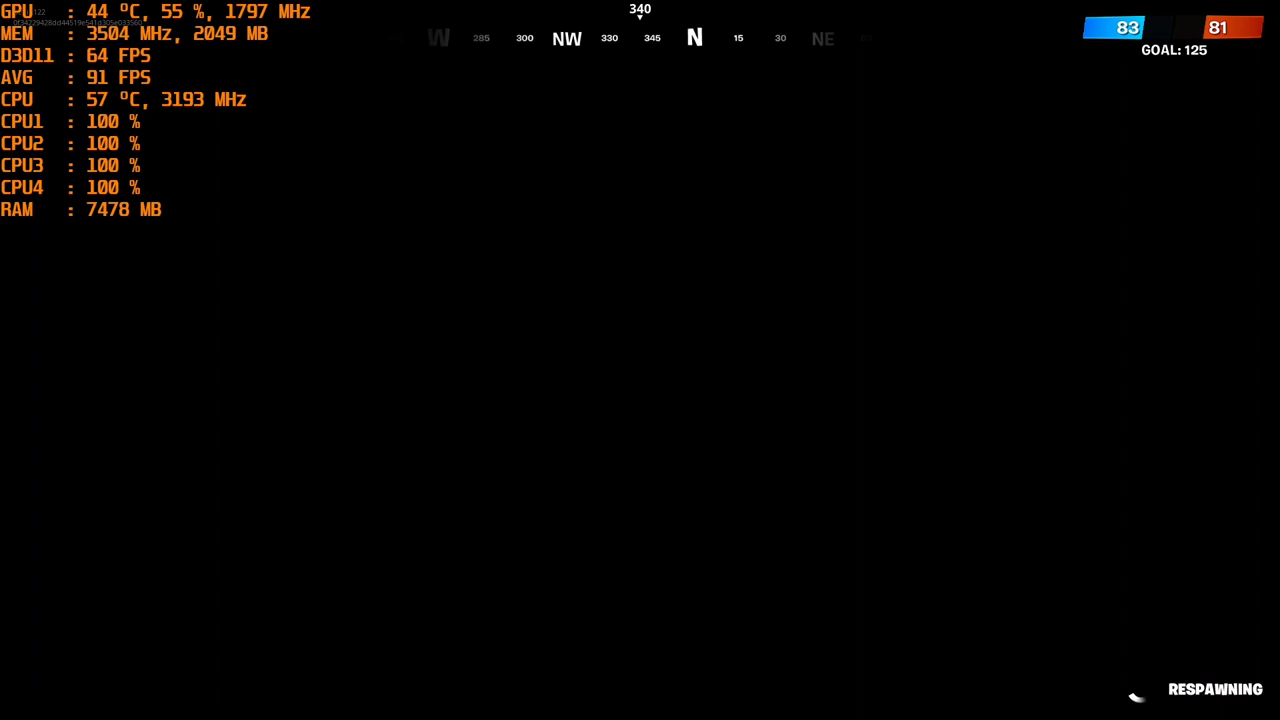 GPU : 44 ºC, 55 %, 1797 MHz
MEM : 3504 MHz, 2049 MB
D3D11 : 64 FPS
AVG : 91 FPS
CPU : 57 ºC, 3193 MHz
CPU1 : 100 %
CPU2 : 100 %
CPU3 : 100 %
CPU4 : 100 %
RAM : 7478 MB
340
W 285 300 NW 330 345 N 15 30 NE
83 81
GOAL: 125
RESPAWNING